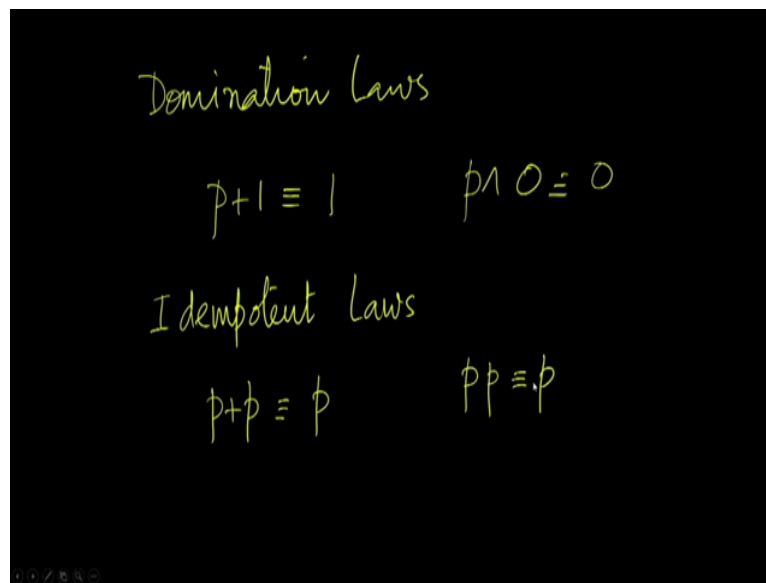 Domination Laws
p+1 ≡ 1 p∧0 ≡ 0
Idempotent Laws
p+p ≡ p pp ≡ p